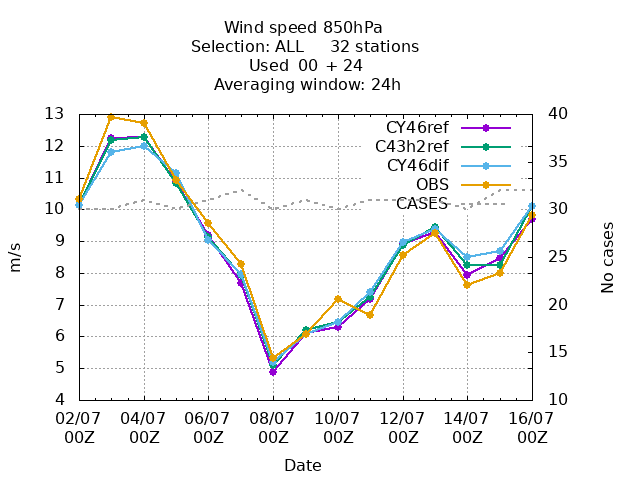 Wind speed 850hPa
Selection: ALL     32 stations
Used  00  + 24
Averaging window: 24h
13
12
11
10
9
8
7
6
5
4
m/s
40
35
30
25
20
15
10
No cases
CY46ref
C43h2ref
CY46dif
OBS
CASES
02/07 04/07 06/07 08/07 10/07 12/07 14/07 16/07
00Z 00Z 00Z 00Z 00Z 00Z 00Z 00Z
Date